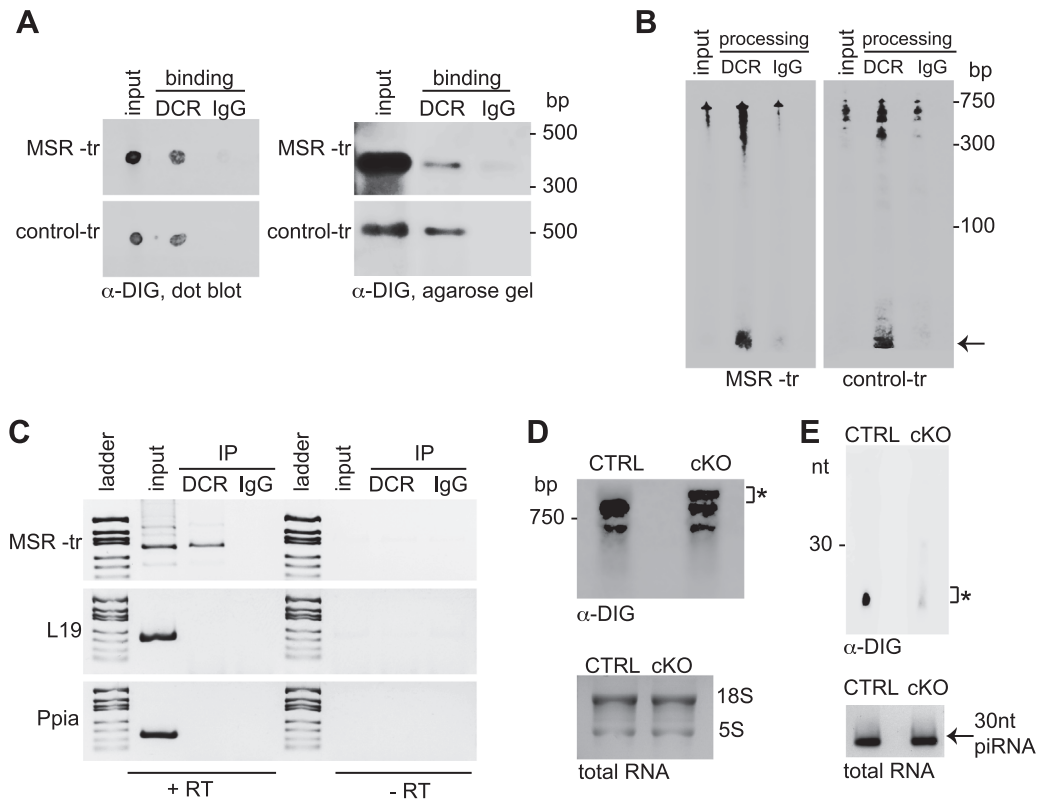 A
input
binding
DCR IgG
MSR -tr
control-tr
α-DIG, dot blot
input
binding
DCR IgG
bp
MSR -tr
- 500
- 300
control-tr
- 500
α-DIG, agarose gel
B
input
processing
DCR IgG
input
processing
DCR IgG
bp
-750
-300
-100
MSR -tr
control-tr
C
ladder
input
IP
DCR IgG
ladder
input
IP
DCR IgG
MSR -tr
L19
Ppia
+ RT
- RT
D
CTRL cKO
bp
750 -
*
α-DIG
CTRL cKO
18S
5S
total RNA
E
CTRL cKO
nt
30 -
*
α-DIG
CTRL cKO
30nt
piRNA
total RNA